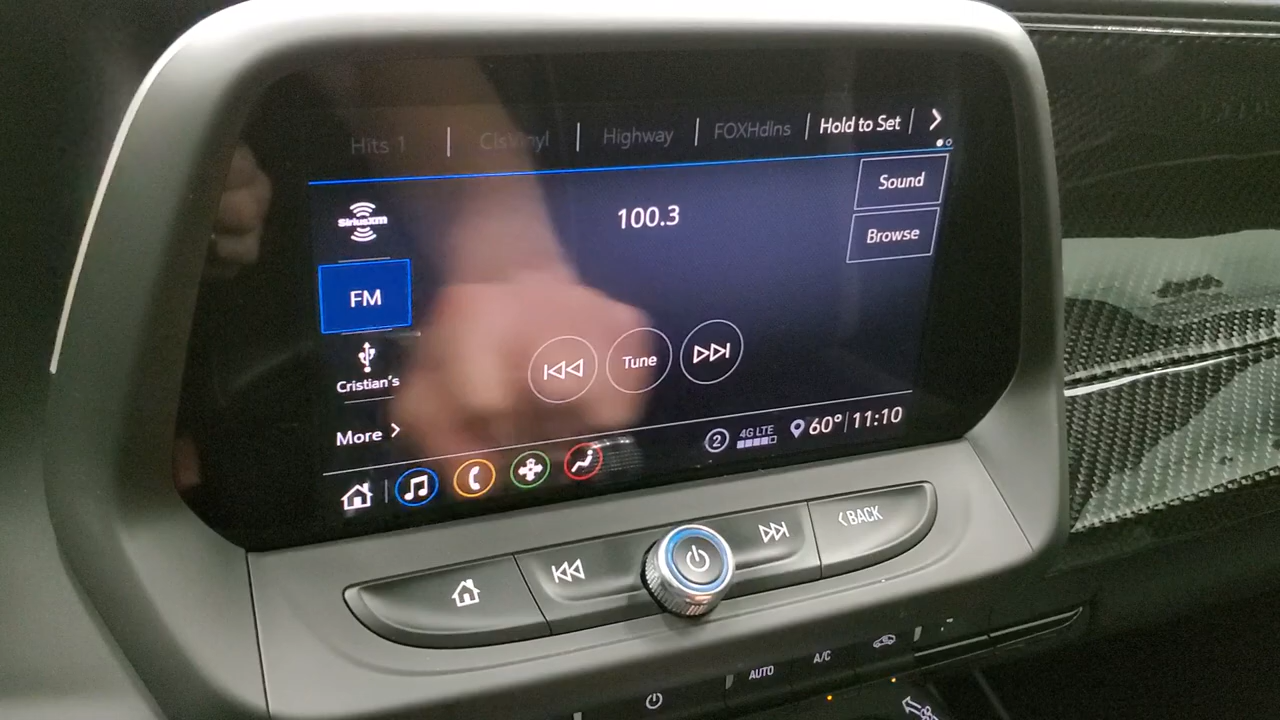 Hits 1 | ClsVinyl | Highway | FOXHdlns | Hold to Set |
SiriusXM
100.3
Sound
Browse
FM
Tune
Cristian's
More
2
4G LTE
60° 11:10
BACK
AUTO
A/C